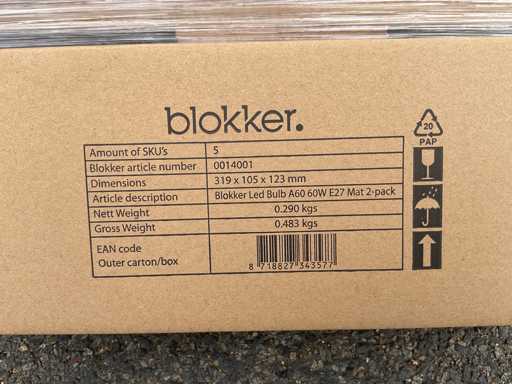 blokker.
Amount of SKU's 5
Blokker article number 0014001
Dimensions 319 x 105 x 123 mm
Article description Blokker Led Bulb A60 60W E27 Mat 2-pack
Nett Weight 0.290 kgs
Gross Weight 0.483 kgs
EAN code
Outer carton/box
8 718827 343577
20
PAP